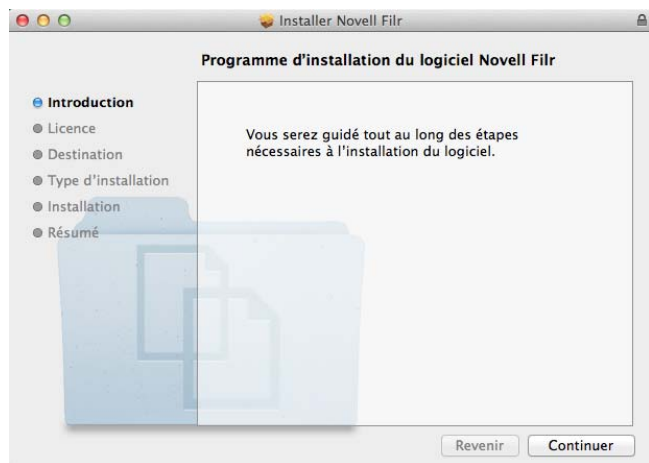 Installer Novell Filr
Programme d'installation du logiciel Novell Filr
Introduction
Licence
Destination
Type d'installation
Installation
Résumé
Vous serez guidé tout au long des étapes
nécessaires à l'installation du logiciel.
Revenir
Continuer